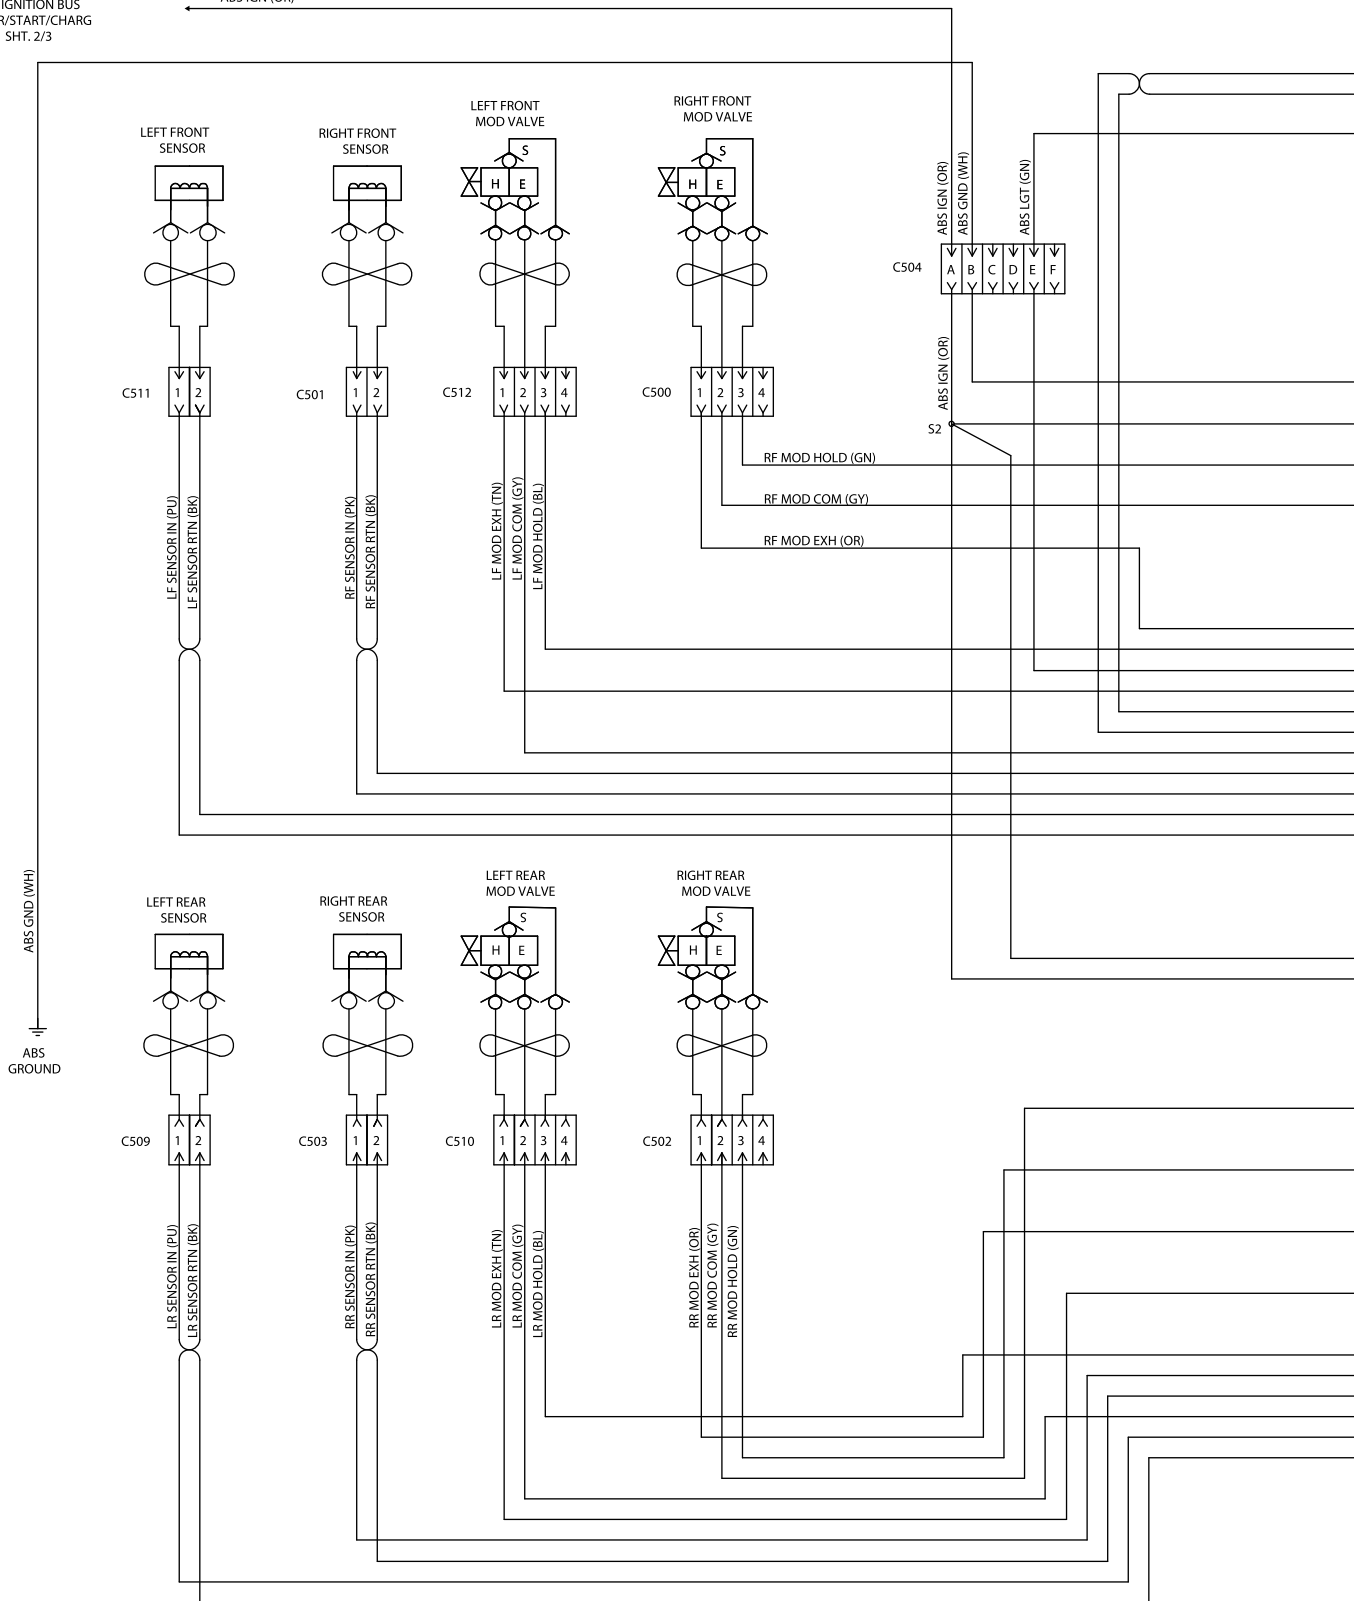 IGNITION BUS
R/START/CHARG
SHT. 2/3
LEFT FRONT
SENSOR
RIGHT FRONT
SENSOR
LEFT FRONT
MOD VALVE
RIGHT FRONT
MOD VALVE
S
H E
S
H E
ABS IGN (OR)
ABS GND (WH)
ABS LGT (GN)
C504
A B C D E F
C511
1 2
C501
1 2
C512
1 2 3 4
C500
1 2 3 4
ABS IGN (OR)
S2
RF MOD HOLD (GN)
RF MOD COM (GY)
RF MOD EXH (OR)
LF SENSOR IN (PU)
LF SENSOR RTN (BK)
RF SENSOR IN (PK)
RF SENSOR RTN (BK)
LF MOD EXH (TN)
LF MOD COM (GY)
LF MOD HOLD (BL)
ABS GND (WH)
ABS
GROUND
LEFT REAR
SENSOR
RIGHT REAR
SENSOR
LEFT REAR
MOD VALVE
RIGHT REAR
MOD VALVE
S
H E
S
H E
C509
1 2
C503
1 2
C510
1 2 3 4
C502
1 2 3 4
LR SENSOR IN (PU)
LR SENSOR RTN (BK)
RR SENSOR IN (PK)
RR SENSOR RTN (BK)
LR MOD EXH (TN)
LR MOD COM (GY)
LR MOD HOLD (BL)
RR MOD EXH (OR)
RR MOD COM (GY)
RR MOD HOLD (GN)